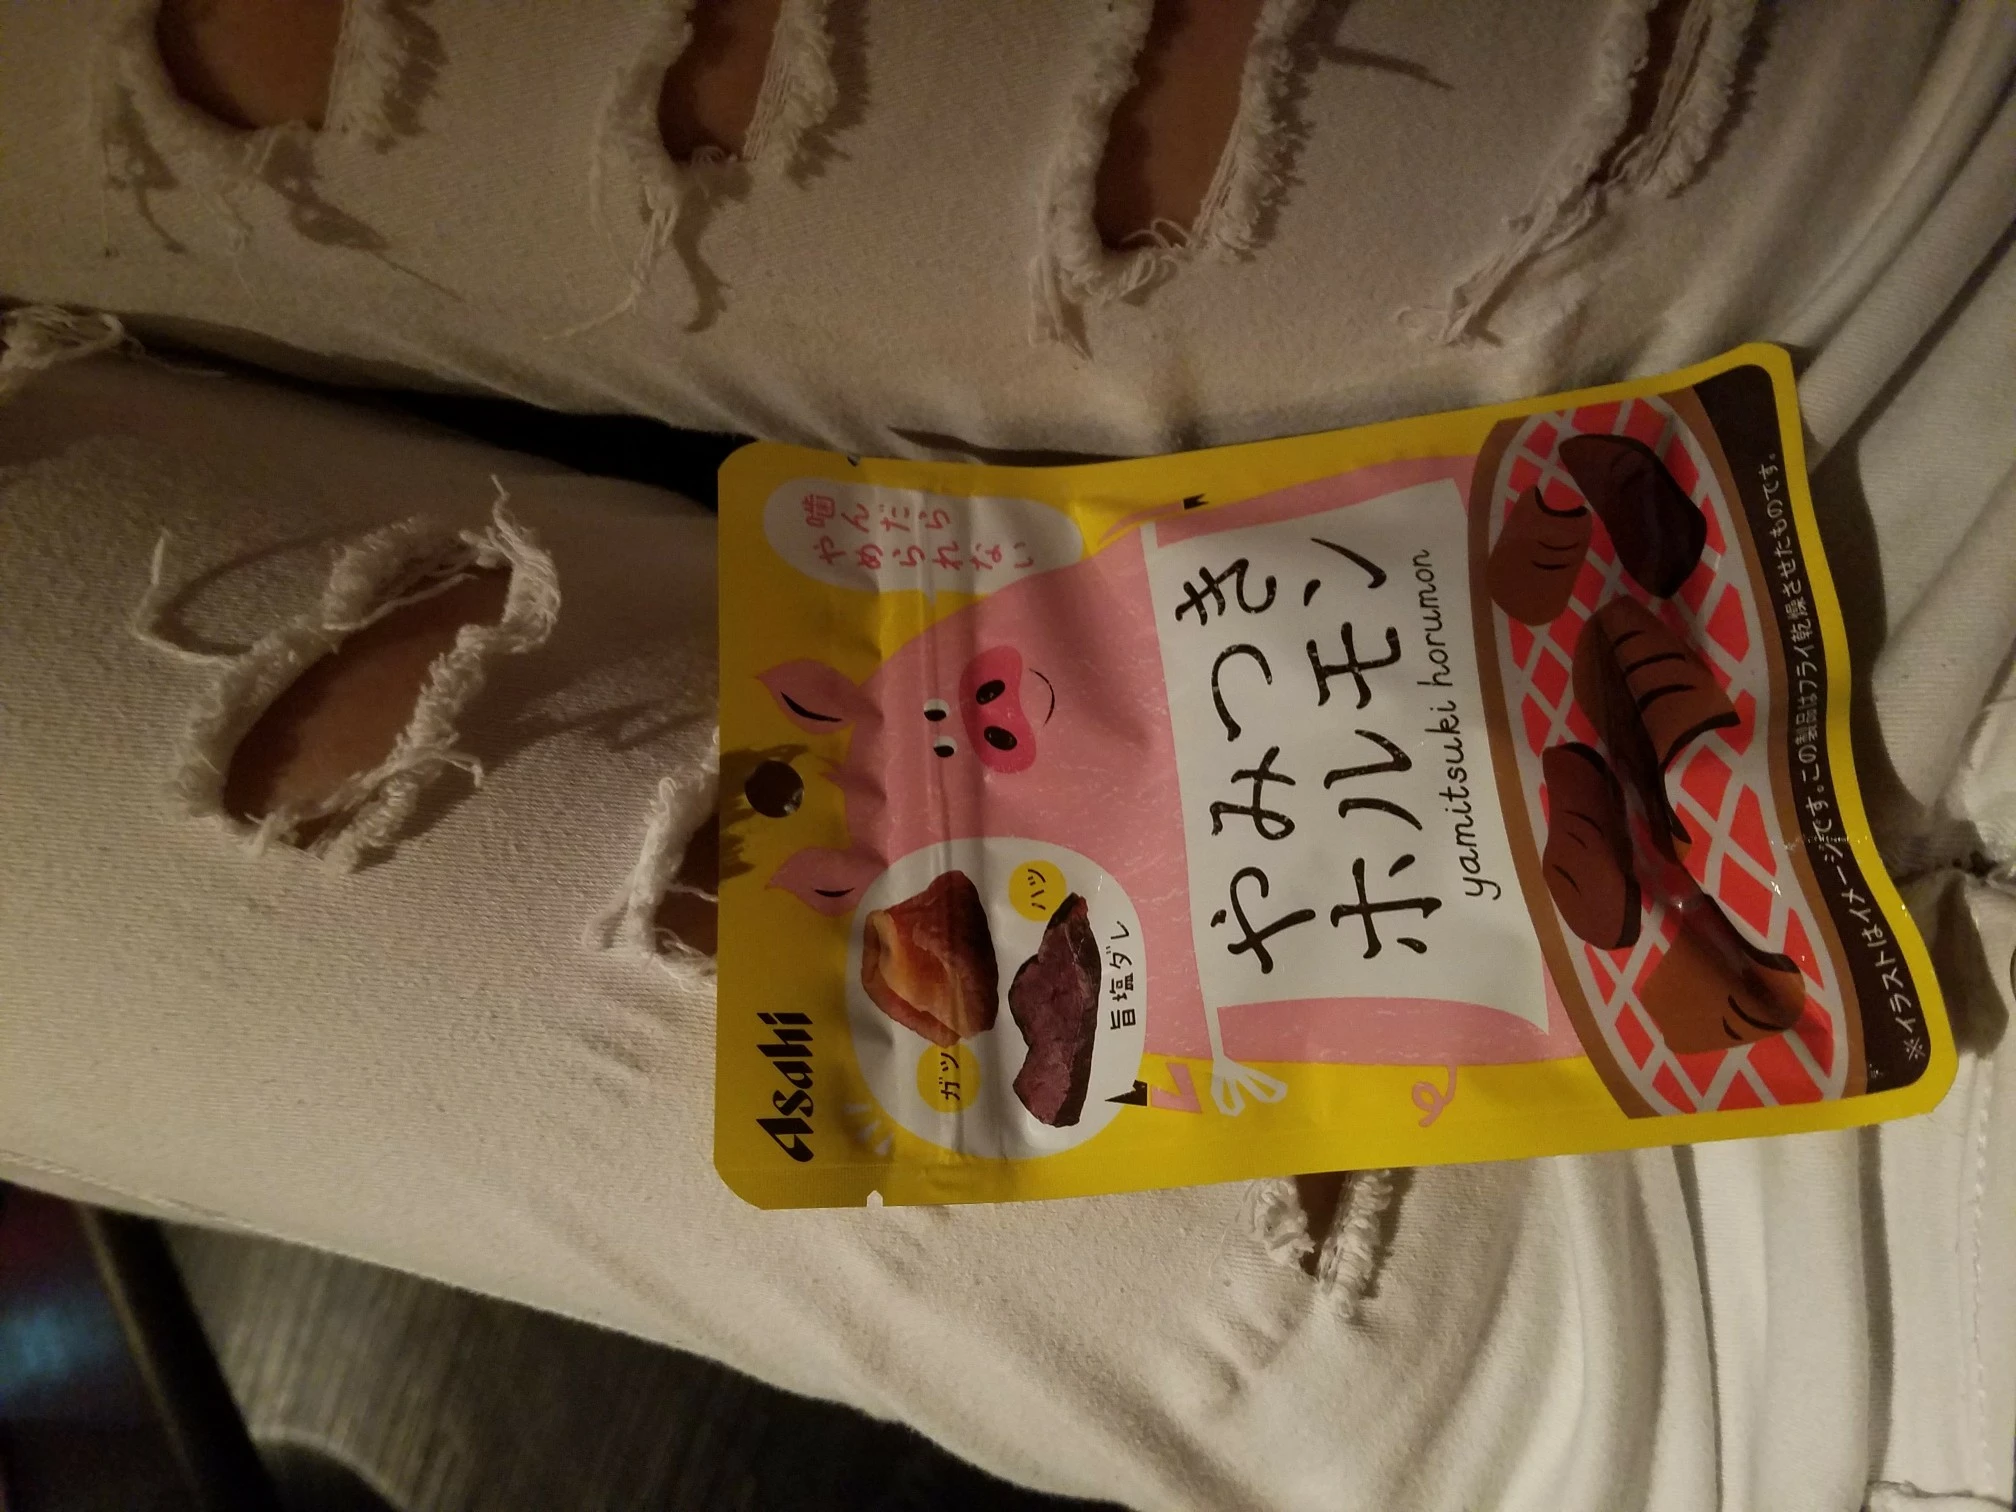 Asahi
噛んだら
やめられない
ガツ
ハツ
旨塩ダレ
やみつき
ホルモン
yamitsuki horumon
※イラストはイメージです。この製品はフライ乾燥させたものです。